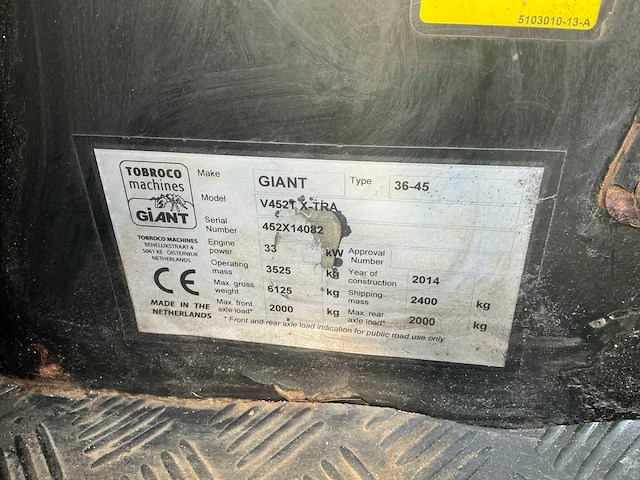 5103010-13-A
TOBROCO machines GiANT
Make GIANT Type 36-45
Model V452T X-TRA
Serial Number 452X14082
Engine power 33 kW Approval Number
Operating mass 3525 kg Year of construction 2014
Max. gross weight 6125 kg Shipping mass 2400 kg
Max. front axle load* 2000 kg Max. rear axle load* 2000 kg
* Front and rear axle load indication for public road use only
TOBROCO MACHINES
BENELUXSTRAAT 4
5061 KE OISTERWIJK
NETHERLANDS
CE
MADE IN THE
NETHERLANDS